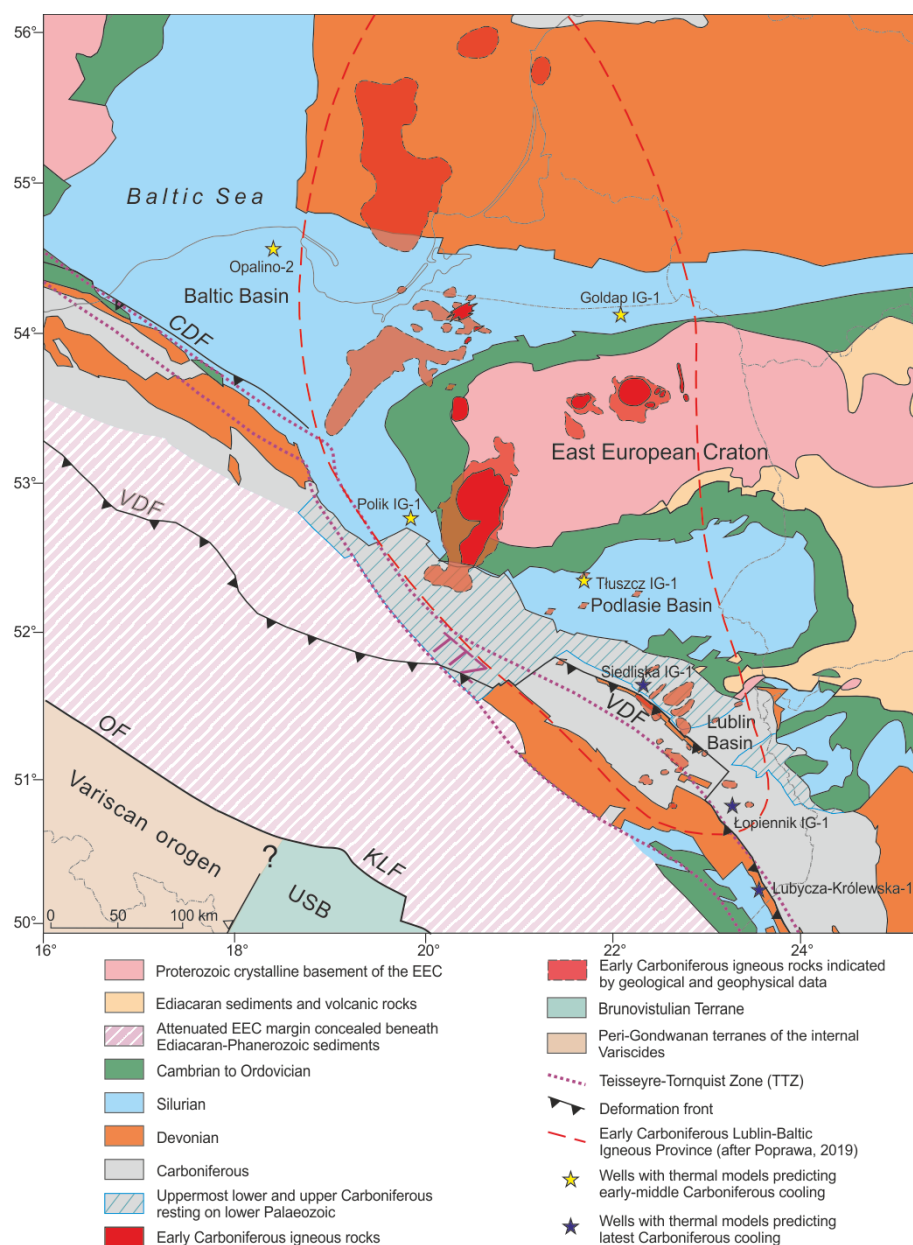 56°
55°
54°
53°
52°
51°
50°
16°
18°
20°
22°
24°
Baltic Sea
Opalino-2
Baltic Basin
Goldap IG-1
CDF
East European Craton
VDF
Polik IG-1
Tłuszcz IG-1
Podlasie Basin
TTZ
Siedliska IG-1
VDF
Lublin
Basin
OF
Łopiennik IG-1
Variscan orogen
?
KLF
Lubycza-Królewska-1
USB
0 50 100 km
Proterozoic crystalline basement of the EEC
Ediacaran sediments and volcanic rocks
Attenuated EEC margin concealed beneath
Ediacaran-Phanerozoic sediments
Cambrian to Ordovician
Silurian
Devonian
Carboniferous
Uppermost lower and upper Carboniferous
resting on lower Palaeozoic
Early Carboniferous igneous rocks
Early Carboniferous igneous rocks indicated
by geological and geophysical data
Brunovistulian Terrane
Peri-Gondwanan terranes of the internal
Variscides
Teisseyre-Tornquist Zone (TTZ)
Deformation front
Early Carboniferous Lublin-Baltic
Igneous Province (after Poprawa, 2019)
Wells with thermal models predicting
early-middle Carboniferous cooling
Wells with thermal models predicting
latest Carboniferous cooling